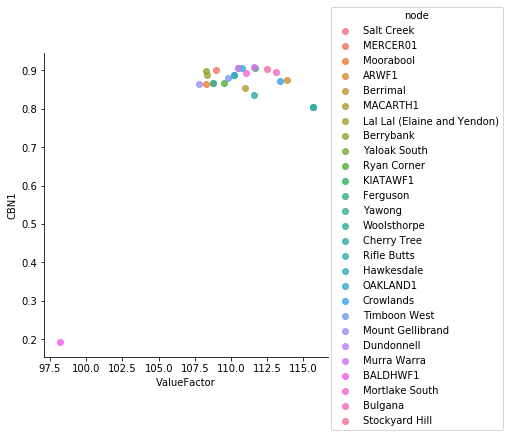 node
Salt Creek
MERCER01
Moorabool
ARWF1
Berrimal
MACARTH1
Lal Lal (Elaine and Yendon)
Berrybank
Yaloak South
Ryan Corner
KIATAWF1
Ferguson
Yawong
Woolsthorpe
Cherry Tree
Rifle Butts
Hawkesdale
OAKLAND1
Crowlands
Timboon West
Mount Gellibrand
Dundonnell
Murra Warra
BALDHWF1
Mortlake South
Bulgana
Stockyard Hill
CBN1
0.9
0.8
0.7
0.6
0.5
0.4
0.3
0.2
97.5 100.0 102.5 105.0 107.5 110.0 112.5 115.0
ValueFactor